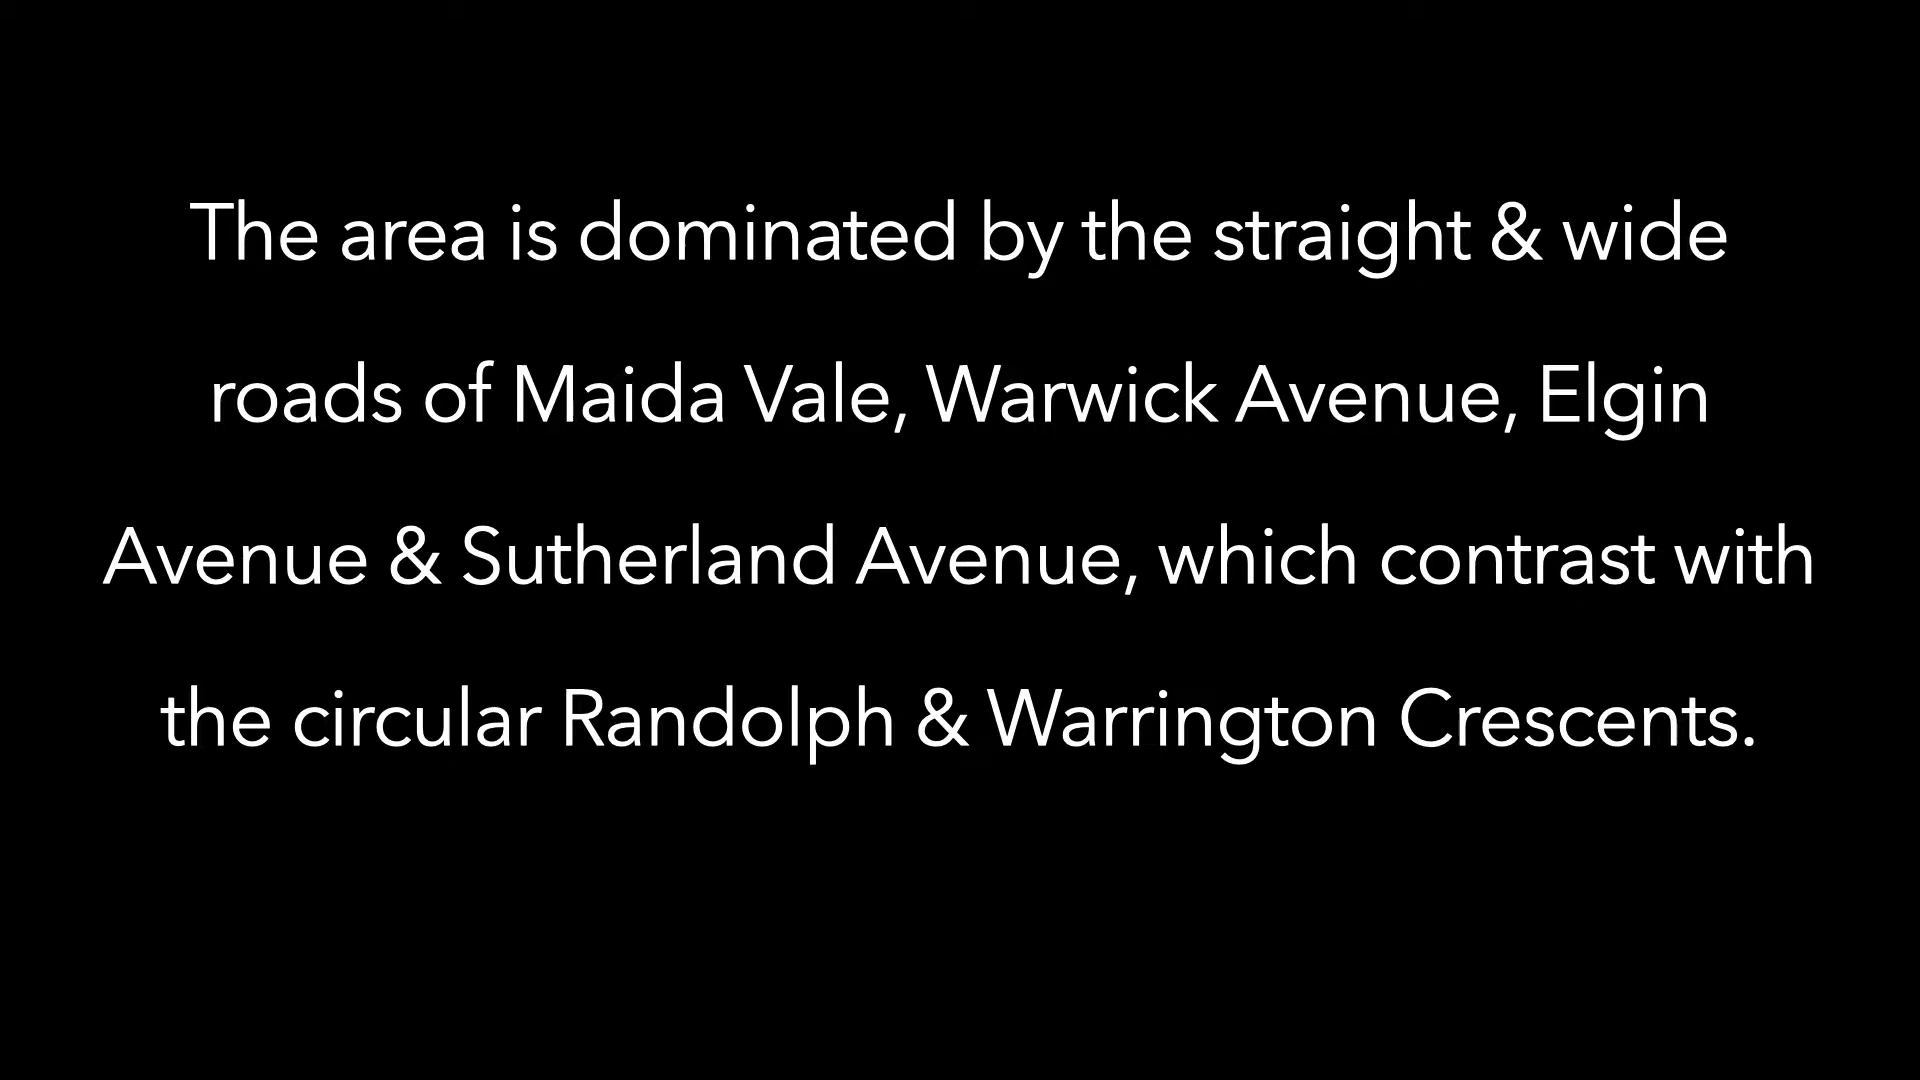 The area is dominated by the straight & wide
roads of Maida Vale, Warwick Avenue, Elgin
Avenue & Sutherland Avenue, which contrast with
the circular Randolph & Warrington Crescents.